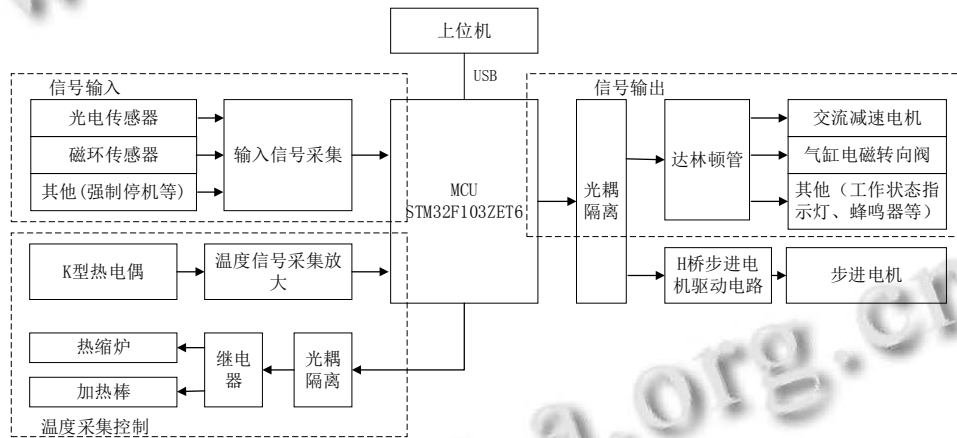 上位机
USB
信号输入
光电传感器
磁环传感器
其他(强制停机等)
输入信号采集
MCU
STM32F103ZET6
信号输出
光耦
隔离
达林顿管
交流减速电机
气缸电磁转向阀
其他（工作状态指
示灯、蜂鸣器等）
H桥步进电
机驱动电路
步进电机
K型热电偶
温度信号采集放
大
热缩炉
加热棒
继电
器
光耦
隔离
温度采集控制
a.org.cn